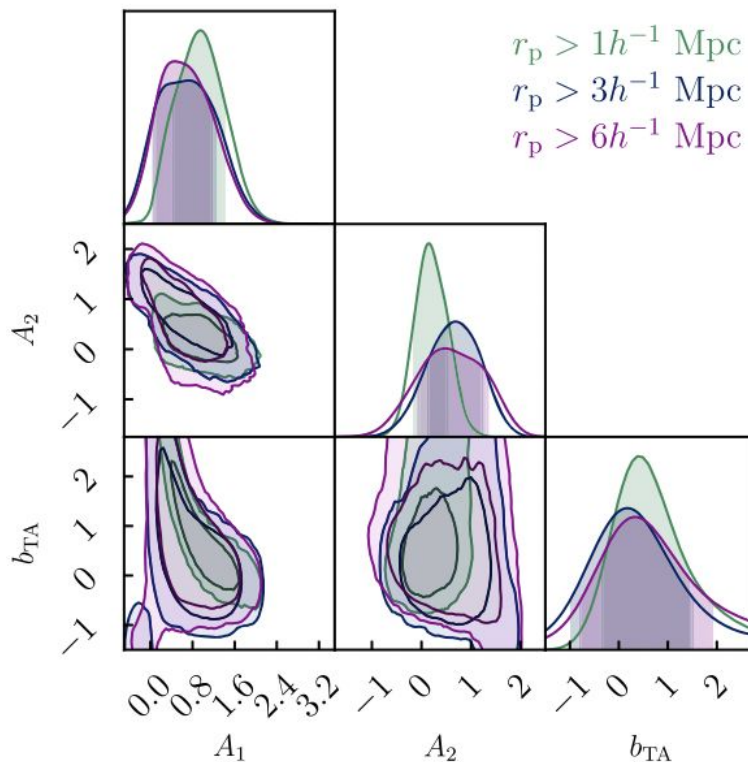 r_p > 1h^{-1} Mpc
r_p > 3h^{-1} Mpc
r_p > 6h^{-1} Mpc
2
1
0
−1
A_2
2
1
0
−1
b_TA
0.0 0.8 1.6 2.4 3.2 −1 0 1 2 −1 0 2
A_1 A_2 b_TA